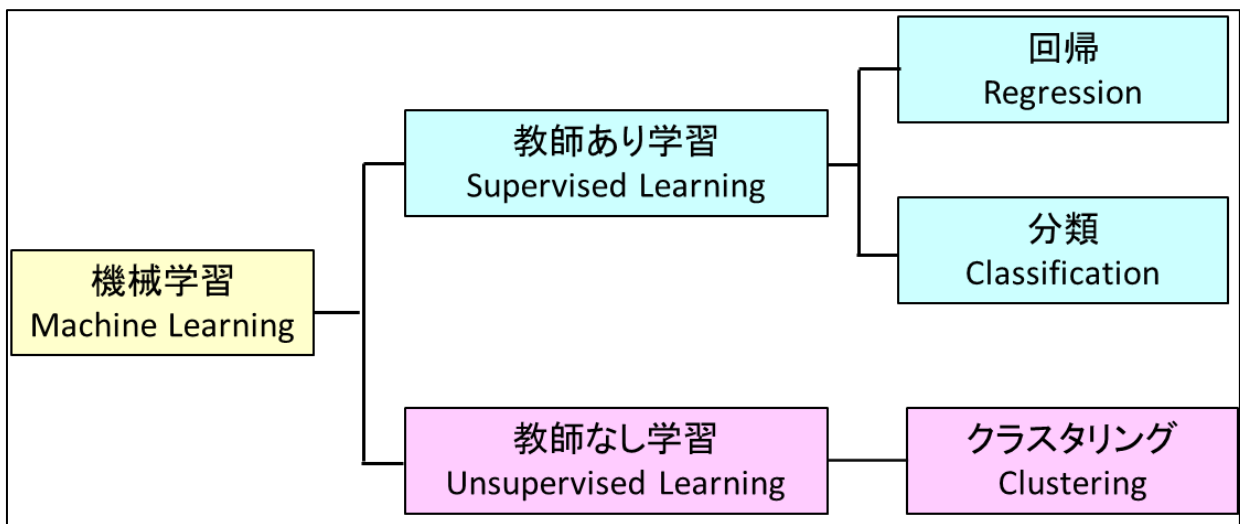 機械学習
Machine Learning
教師あり学習
Supervised Learning
回帰
Regression
分類
Classification
教師なし学習
Unsupervised Learning
クラスタリング
Clustering